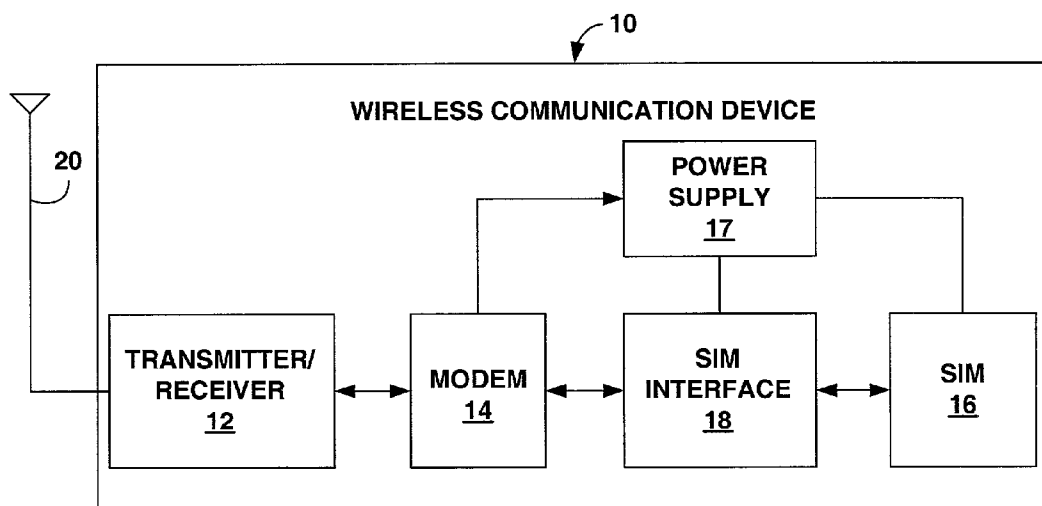 10
WIRELESS COMMUNICATION DEVICE
20
POWER
SUPPLY
17
TRANSMITTER/
RECEIVER
12
MODEM
14
SIM
INTERFACE
18
SIM
16